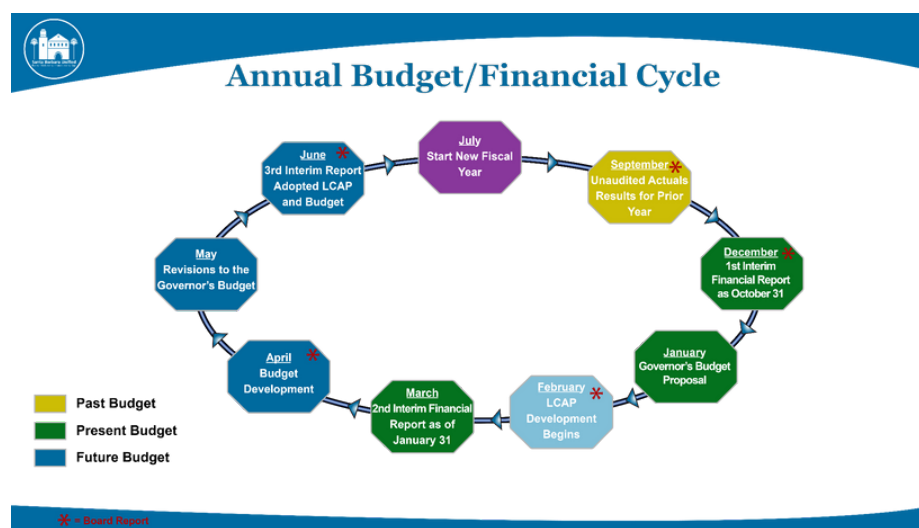 Santa Barbara Unified
Annual Budget/Financial Cycle
July
Start New Fiscal
Year
September
Unaudited Actuals
Results for Prior
Year
December
1st Interim
Financial Report
as October 31
January
Governor's Budget
Proposal
February
LCAP
Development
Begins
March
2nd Interim Financial
Report as of
January 31
April
Budget
Development
May
Revisions to the
Governor's Budget
June
3rd Interim Report
Adopted LCAP
and Budget
Past Budget
Present Budget
Future Budget
* = Board Report